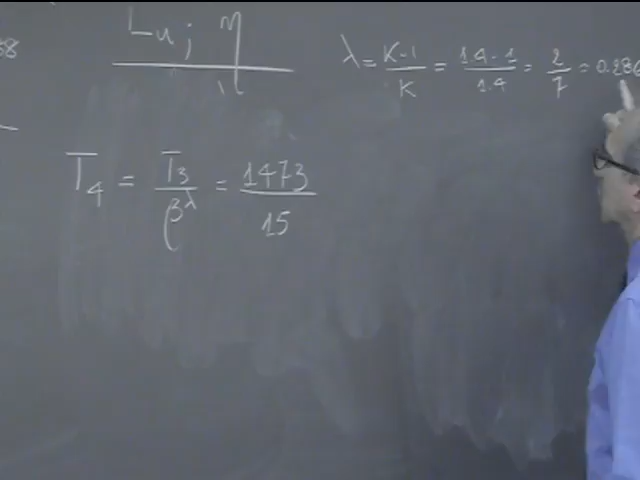 Lu; η
λ = K-1/K = 1.4-1/1.4 = 2/7 = 0.286
T4 = T3/β^λ = 1473/15